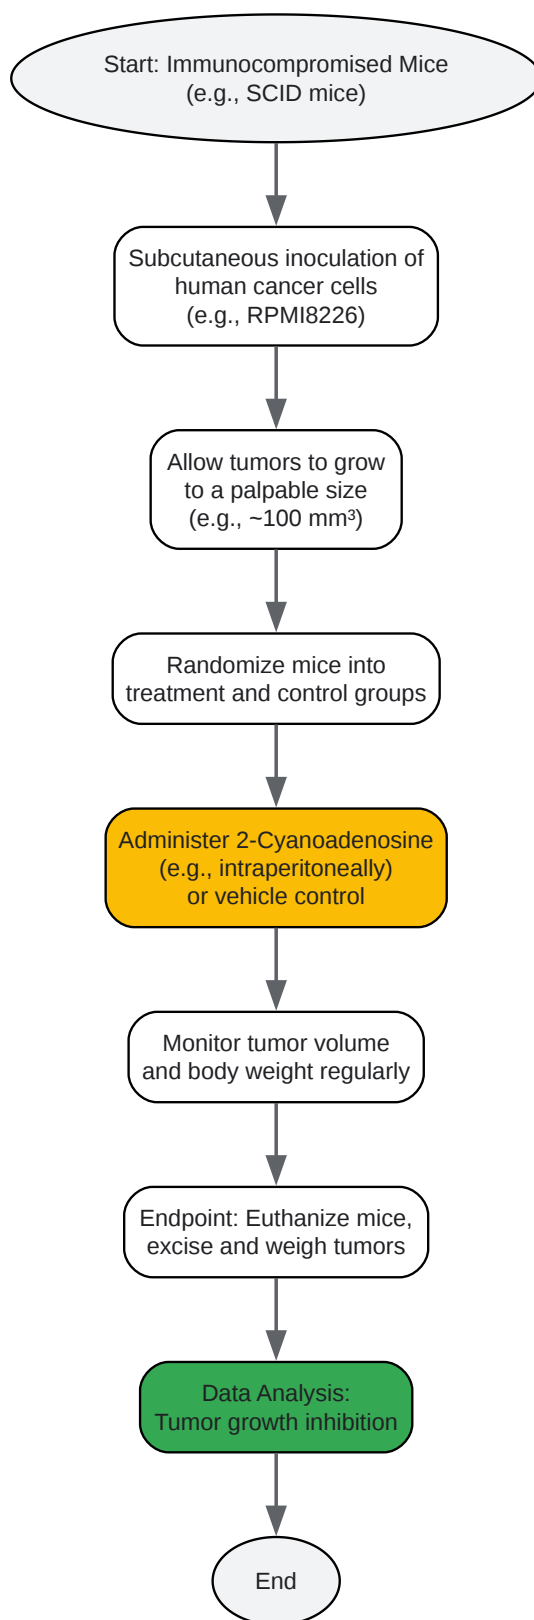 Start: Immunocompromised Mice
(e.g., SCID mice)
Subcutaneous inoculation of
human cancer cells
(e.g., RPMI8226)
Allow tumors to grow
to a palpable size
(e.g., ~100 mm³)
Randomize mice into
treatment and control groups
Administer 2-Cyanoadenosine
(e.g., intraperitoneally)
or vehicle control
Monitor tumor volume
and body weight regularly
Endpoint: Euthanize mice,
excise and weigh tumors
Data Analysis:
Tumor growth inhibition
End